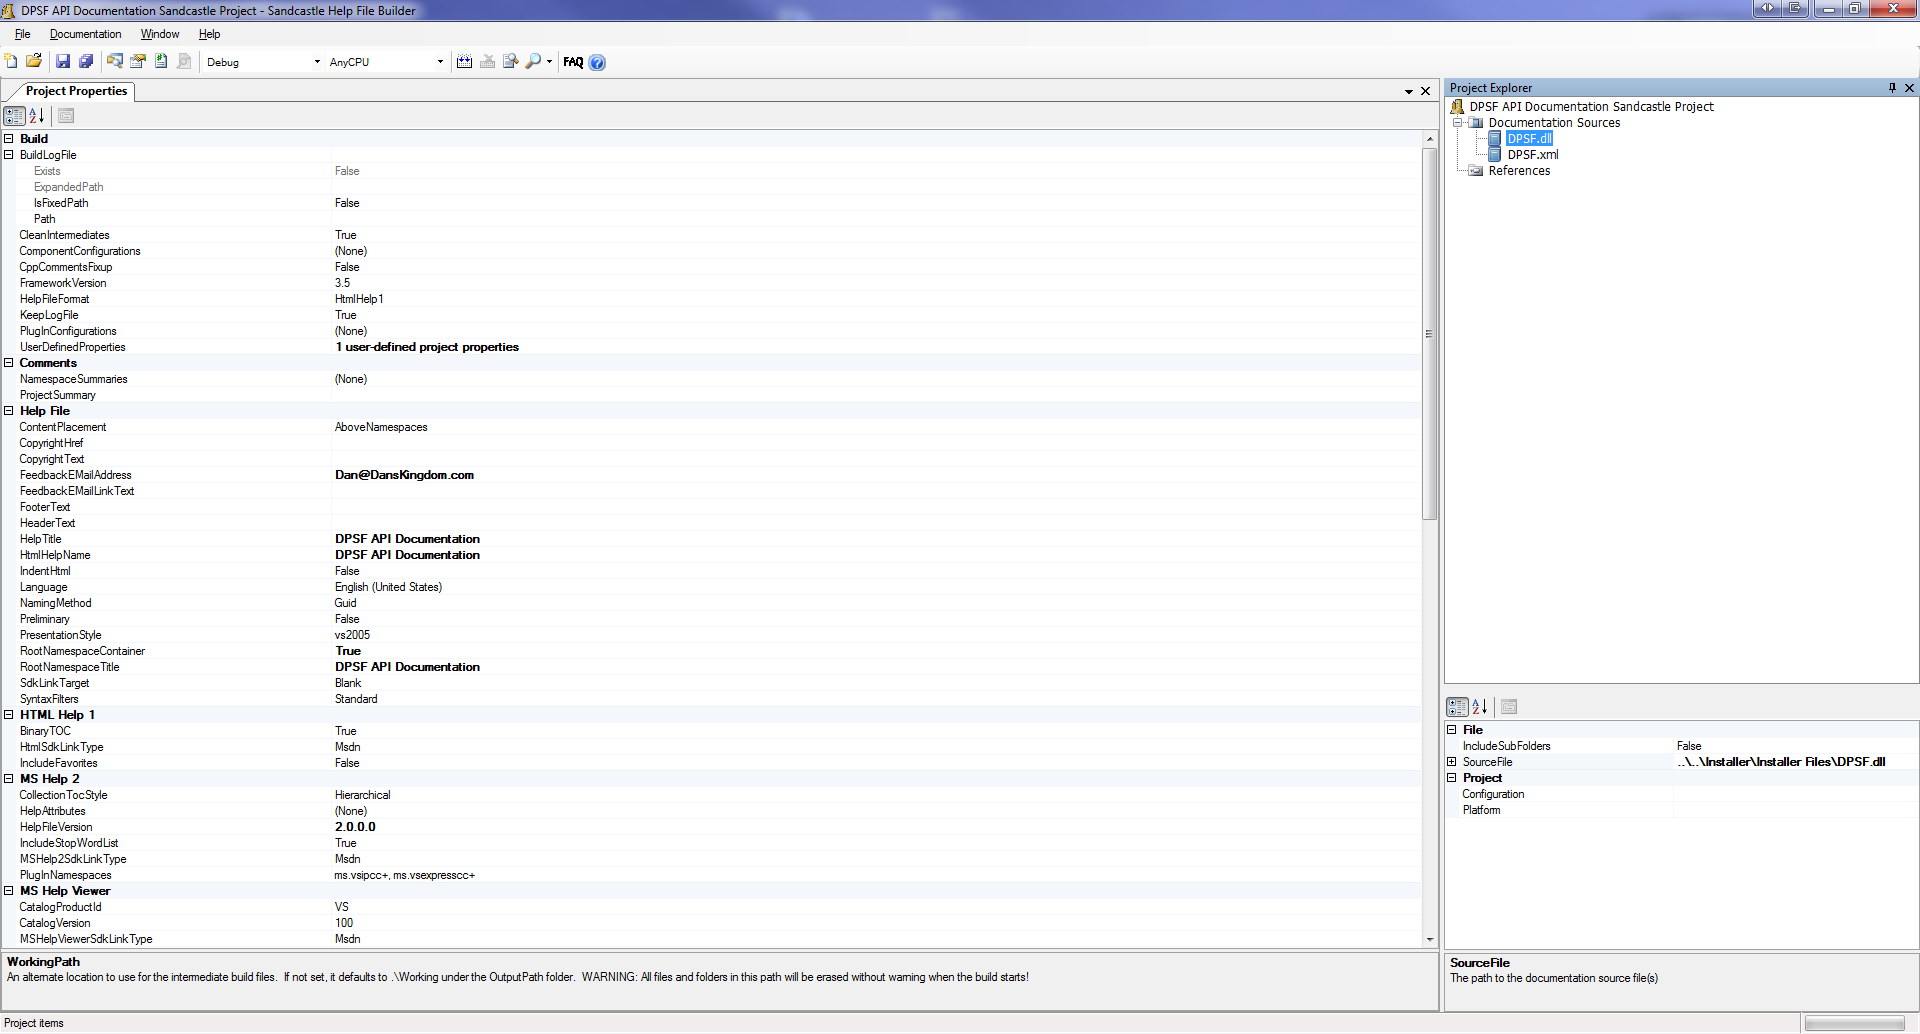 DPSF API Documentation Sandcastle Project - Sandcastle Help File Builder
File Documentation Window Help
Debug AnyCPU FAQ
Project Properties
Build
BuildLogFile
Exists False
ExpandedPath
IsFixedPath False
Path
CleanIntermediates True
ComponentConfigurations (None)
CppCommentsFixup False
FrameworkVersion 3.5
HelpFileFormat HtmlHelp1
KeepLogFile True
PlugInConfigurations (None)
UserDefinedProperties 1 user-defined project properties
Comments
NamespaceSummaries (None)
ProjectSummary
Help File
ContentPlacement AboveNamespaces
CopyrightHref
CopyrightText
FeedbackEMailAddress Dan@DansKingdom.com
FeedbackEMailLinkText
FooterText
HeaderText
HelpTitle DPSF API Documentation
HtmlHelpName DPSF API Documentation
IndentHtml False
Language English (United States)
NamingMethod Guid
Preliminary False
PresentationStyle vs2005
RootNamespaceContainer True
RootNamespaceTitle DPSF API Documentation
SdkLinkTarget Blank
SyntaxFilters Standard
HTML Help 1
BinaryTOC True
HtmlSdkLinkType Msdn
IncludeFavorites False
MS Help 2
CollectionTocStyle Hierarchical
HelpAttributes (None)
HelpFileVersion 2.0.0.0
IncludeStopWordList True
MSHelp2SdkLinkType Msdn
PlugInNamespaces ms.vsipcc+, ms.vsexpresscc+
MS Help Viewer
CatalogProductId VS
CatalogVersion 100
MSHelpViewerSdkLinkType Msdn
WorkingPath
An alternate location to use for the intermediate build files. If not set, it defaults to .\Working under the OutputPath folder. WARNING: All files and folders in this path will be erased without warning when the build starts!
Project items
Project Explorer
DPSF API Documentation Sandcastle Project
Documentation Sources
DPSF.dll
DPSF.xml
References
File
IncludeSubFolders False
SourceFile ..\..\Installer\Installer Files\DPSF.dll
Project
Configuration
Platform
SourceFile
The path to the documentation source file(s)